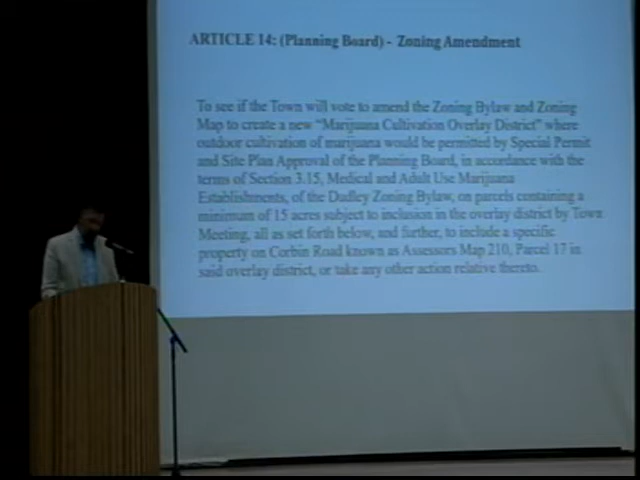 ARTICLE 14: (Planning Board) - Zoning Amendment
To see if the Town will vote to amend the Zoning Bylaw and Zoning
Map to create a new "Marijuana Cultivation Overlay District" where
outdoor cultivation of marijuana would be permitted by Special Permit
and Site Plan Approval of the Planning Board, in accordance with the
terms of Section 3.15, Medical and Adult Use Marijuana
Establishments, of the Dudley Zoning Bylaw, on parcels containing a
minimum of 15 acres subject to inclusion in the overlay district by Town
Meeting, all as set forth below, and further, to include a specific
property on Corbin Road known as Assessors Map 210, Parcel 17 in
said overlay district, or take any other action relative thereto.